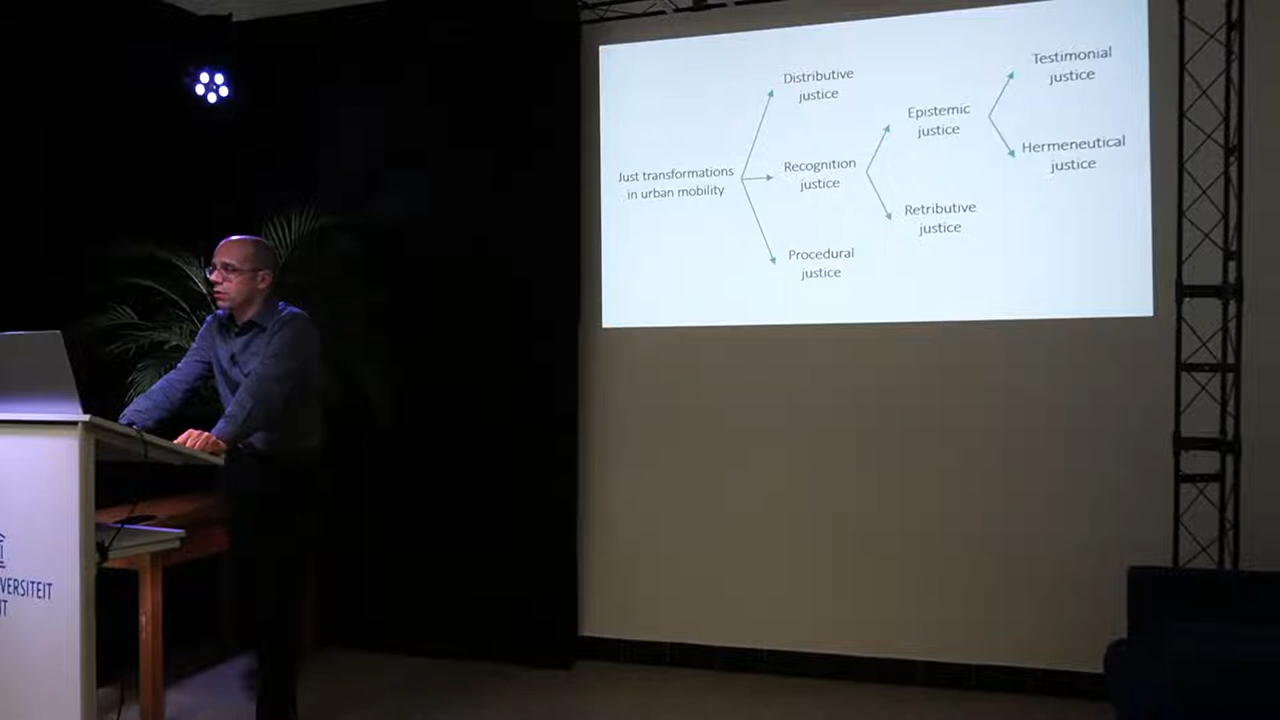 Just transformations
in urban mobility
Distributive
justice
Recognition
justice
Procedural
justice
Epistemic
justice
Retributive
justice
Testimonial
justice
Hermeneutical
justice
VERSITEIT